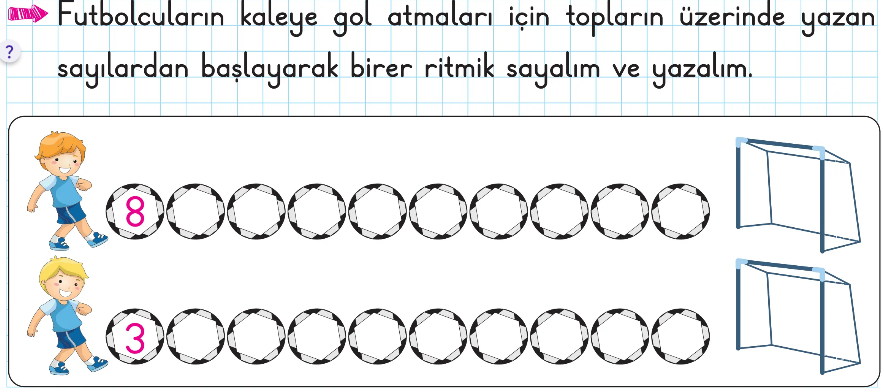 Futbolcuların kaleye gol atmaları için topların üzerinde yazan
?
sayılardan başlayarak birer ritmik sayalım ve yazalım.
8
3